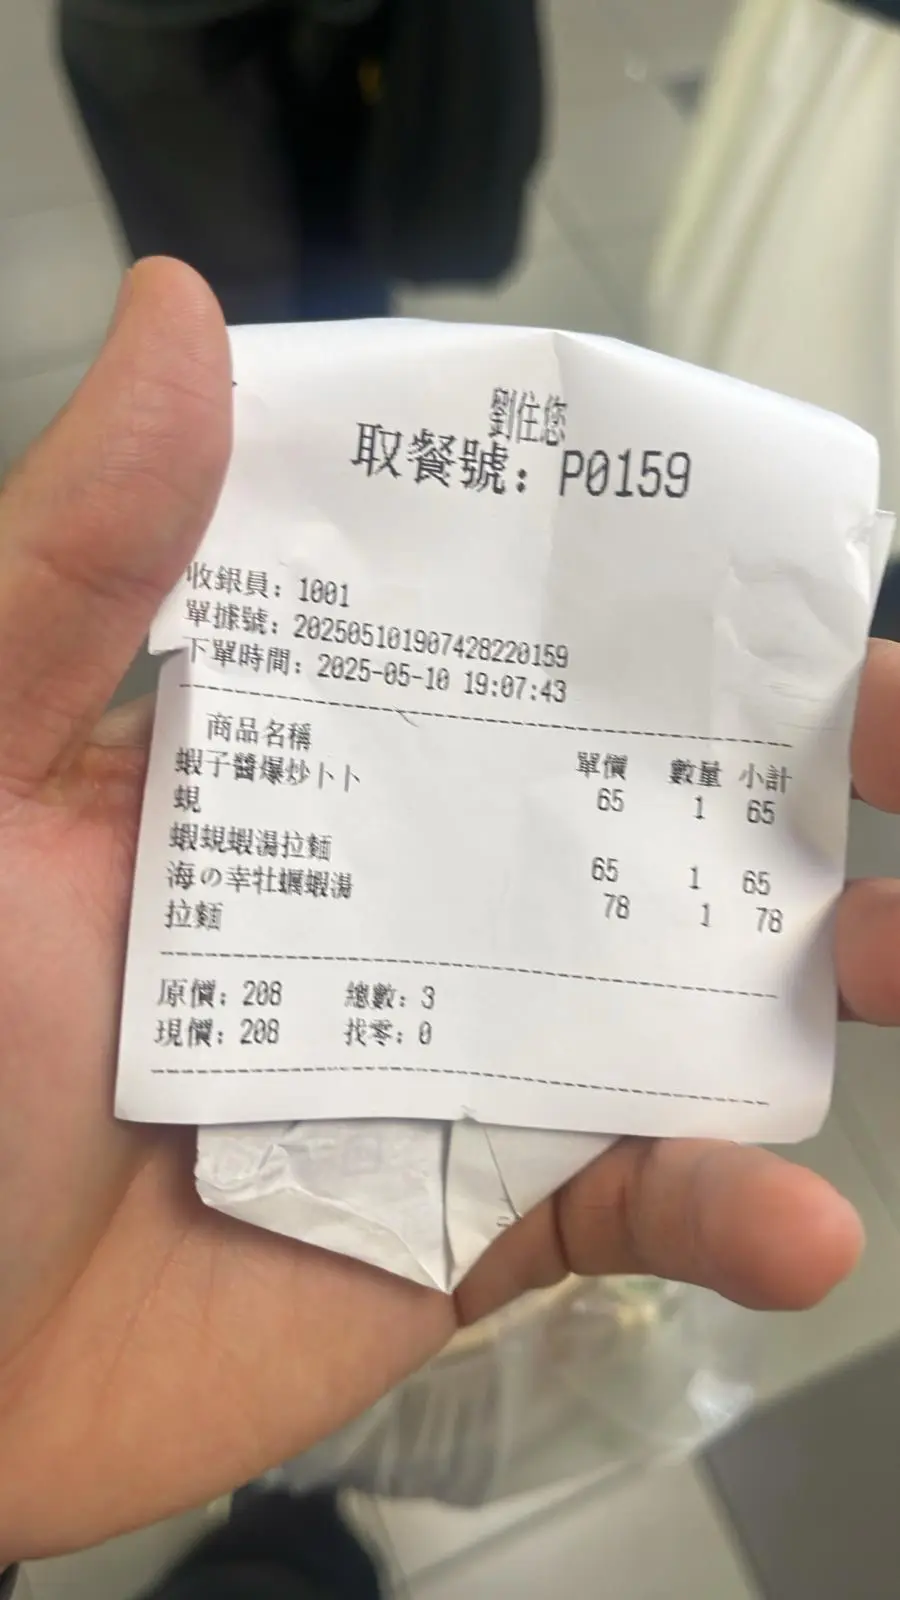 劉住您
取餐號: P0159
收銀員: 1001
單據號: 202505101907428220159
下單時間: 2025-05-10 19:07:43
商品名稱 單價 數量 小計
蝦子醬爆炒卜卜 65 1 65
蜆
蝦蜆蝦湯拉麵 65 1 65
海の幸牡蠣蝦湯 78 1 78
拉麵
原價: 208 總數: 3
現價: 208 找零: 0